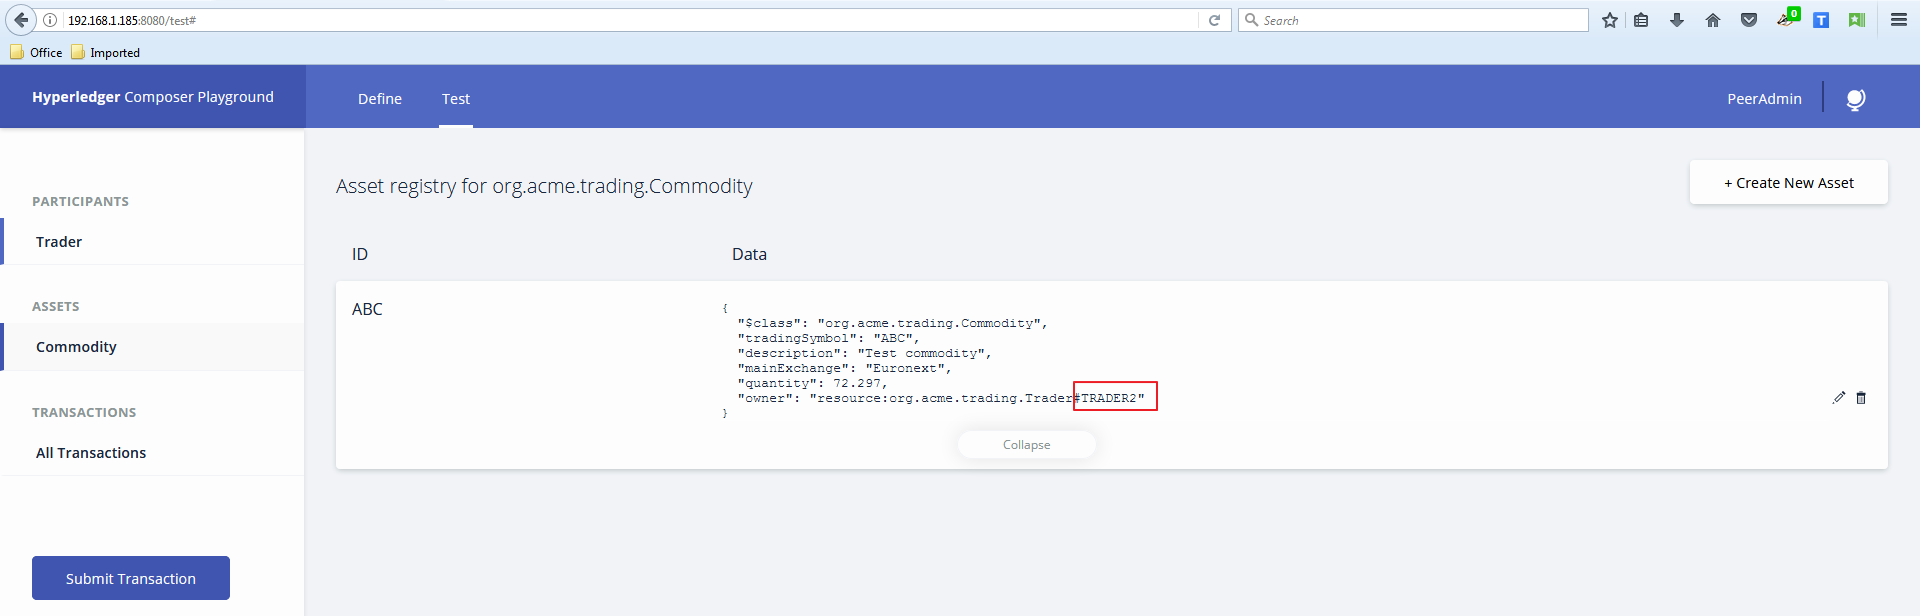 192.168.1.185:8080/test#
Search
0
T
Office
Imported
Hyperledger Composer Playground
Define
Test
PeerAdmin
PARTICIPANTS
Trader
ASSETS
Commodity
TRANSACTIONS
All Transactions
Submit Transaction
Asset registry for org.acme.trading.Commodity
+ Create New Asset
ID
Data
ABC
{
"$class": "org.acme.trading.Commodity",
"tradingSymbol": "ABC",
"description": "Test commodity",
"mainExchange": "Euronext",
"quantity": 72.297,
"owner": "resource:org.acme.trading.Trader#TRADER2"
}
Collapse